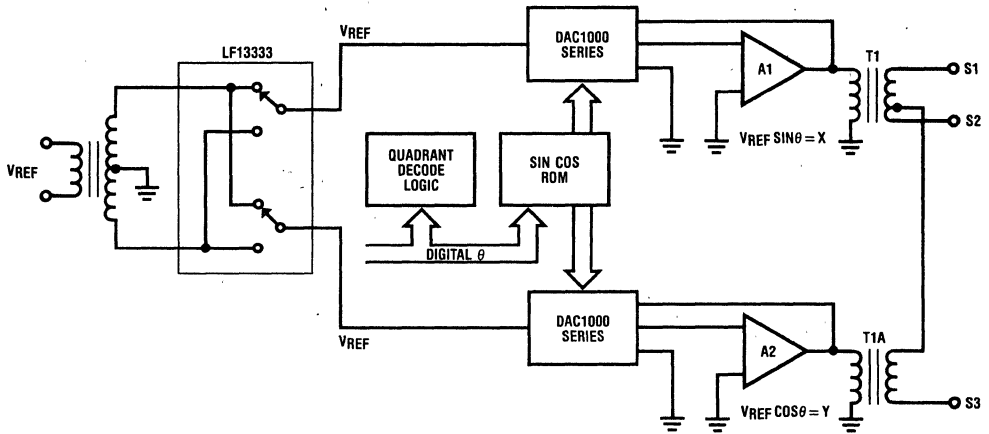 LF13333
VREF
DAC1000
SERIES
A1
T1
S1
S2
VREF SINθ = X
VREF
QUADRANT
DECODE
LOGIC
SIN COS
ROM
DIGITAL θ
VREF
DAC1000
SERIES
A2
T1A
S3
VREF COSθ = Y